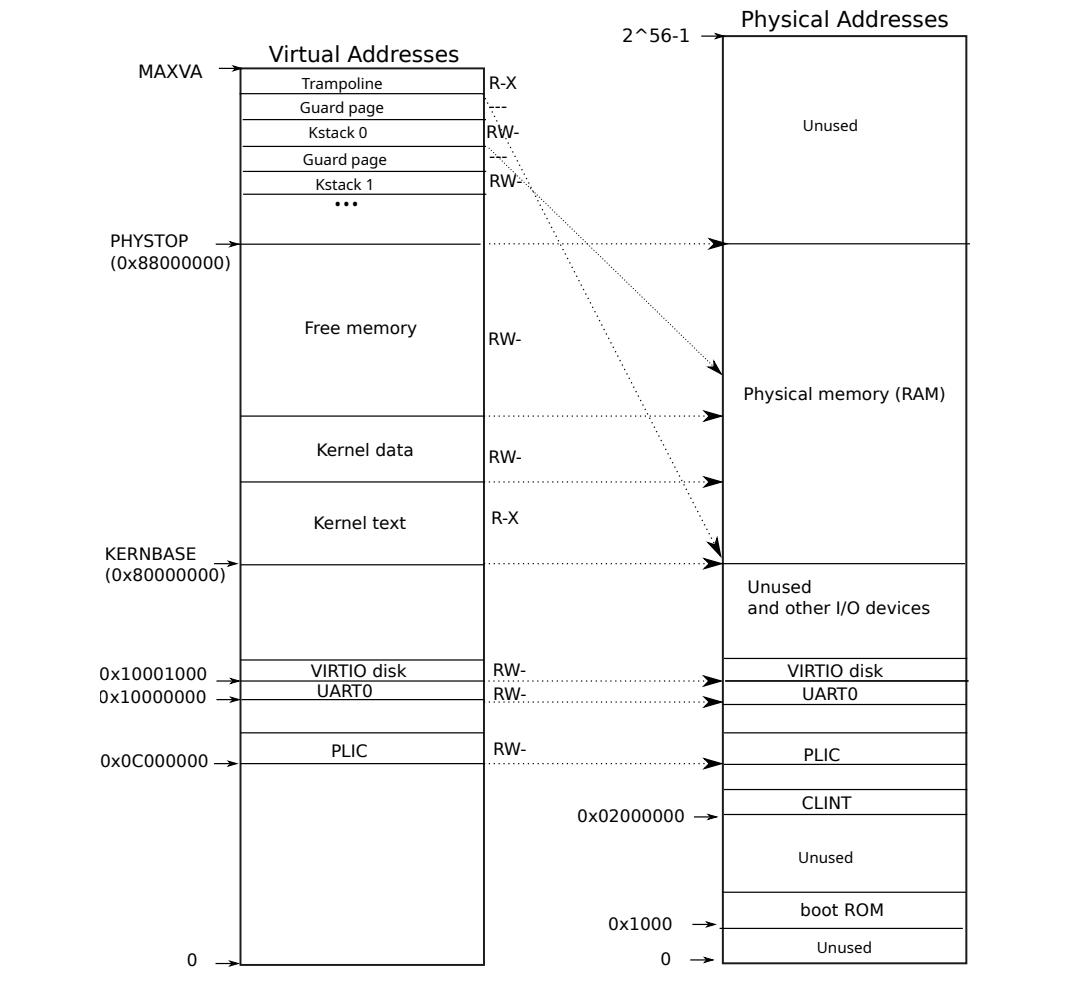 Physical Addresses
2^56-1
Virtual Addresses
MAXVA
Trampoline
R-X
Guard page
---
Unused
Kstack 0
RW-
Guard page
---
Kstack 1
RW-
...
PHYSTOP
(0x88000000)
Free memory
RW-
Physical memory (RAM)
Kernel data
RW-
Kernel text
R-X
KERNBASE
(0x80000000)
Unused
and other I/O devices
0x10001000
VIRTIO disk
RW-
VIRTIO disk
0x10000000
UART0
RW-
UART0
0x0C000000
PLIC
RW-
PLIC
CLINT
0x02000000
Unused
boot ROM
0x1000
Unused
0
0